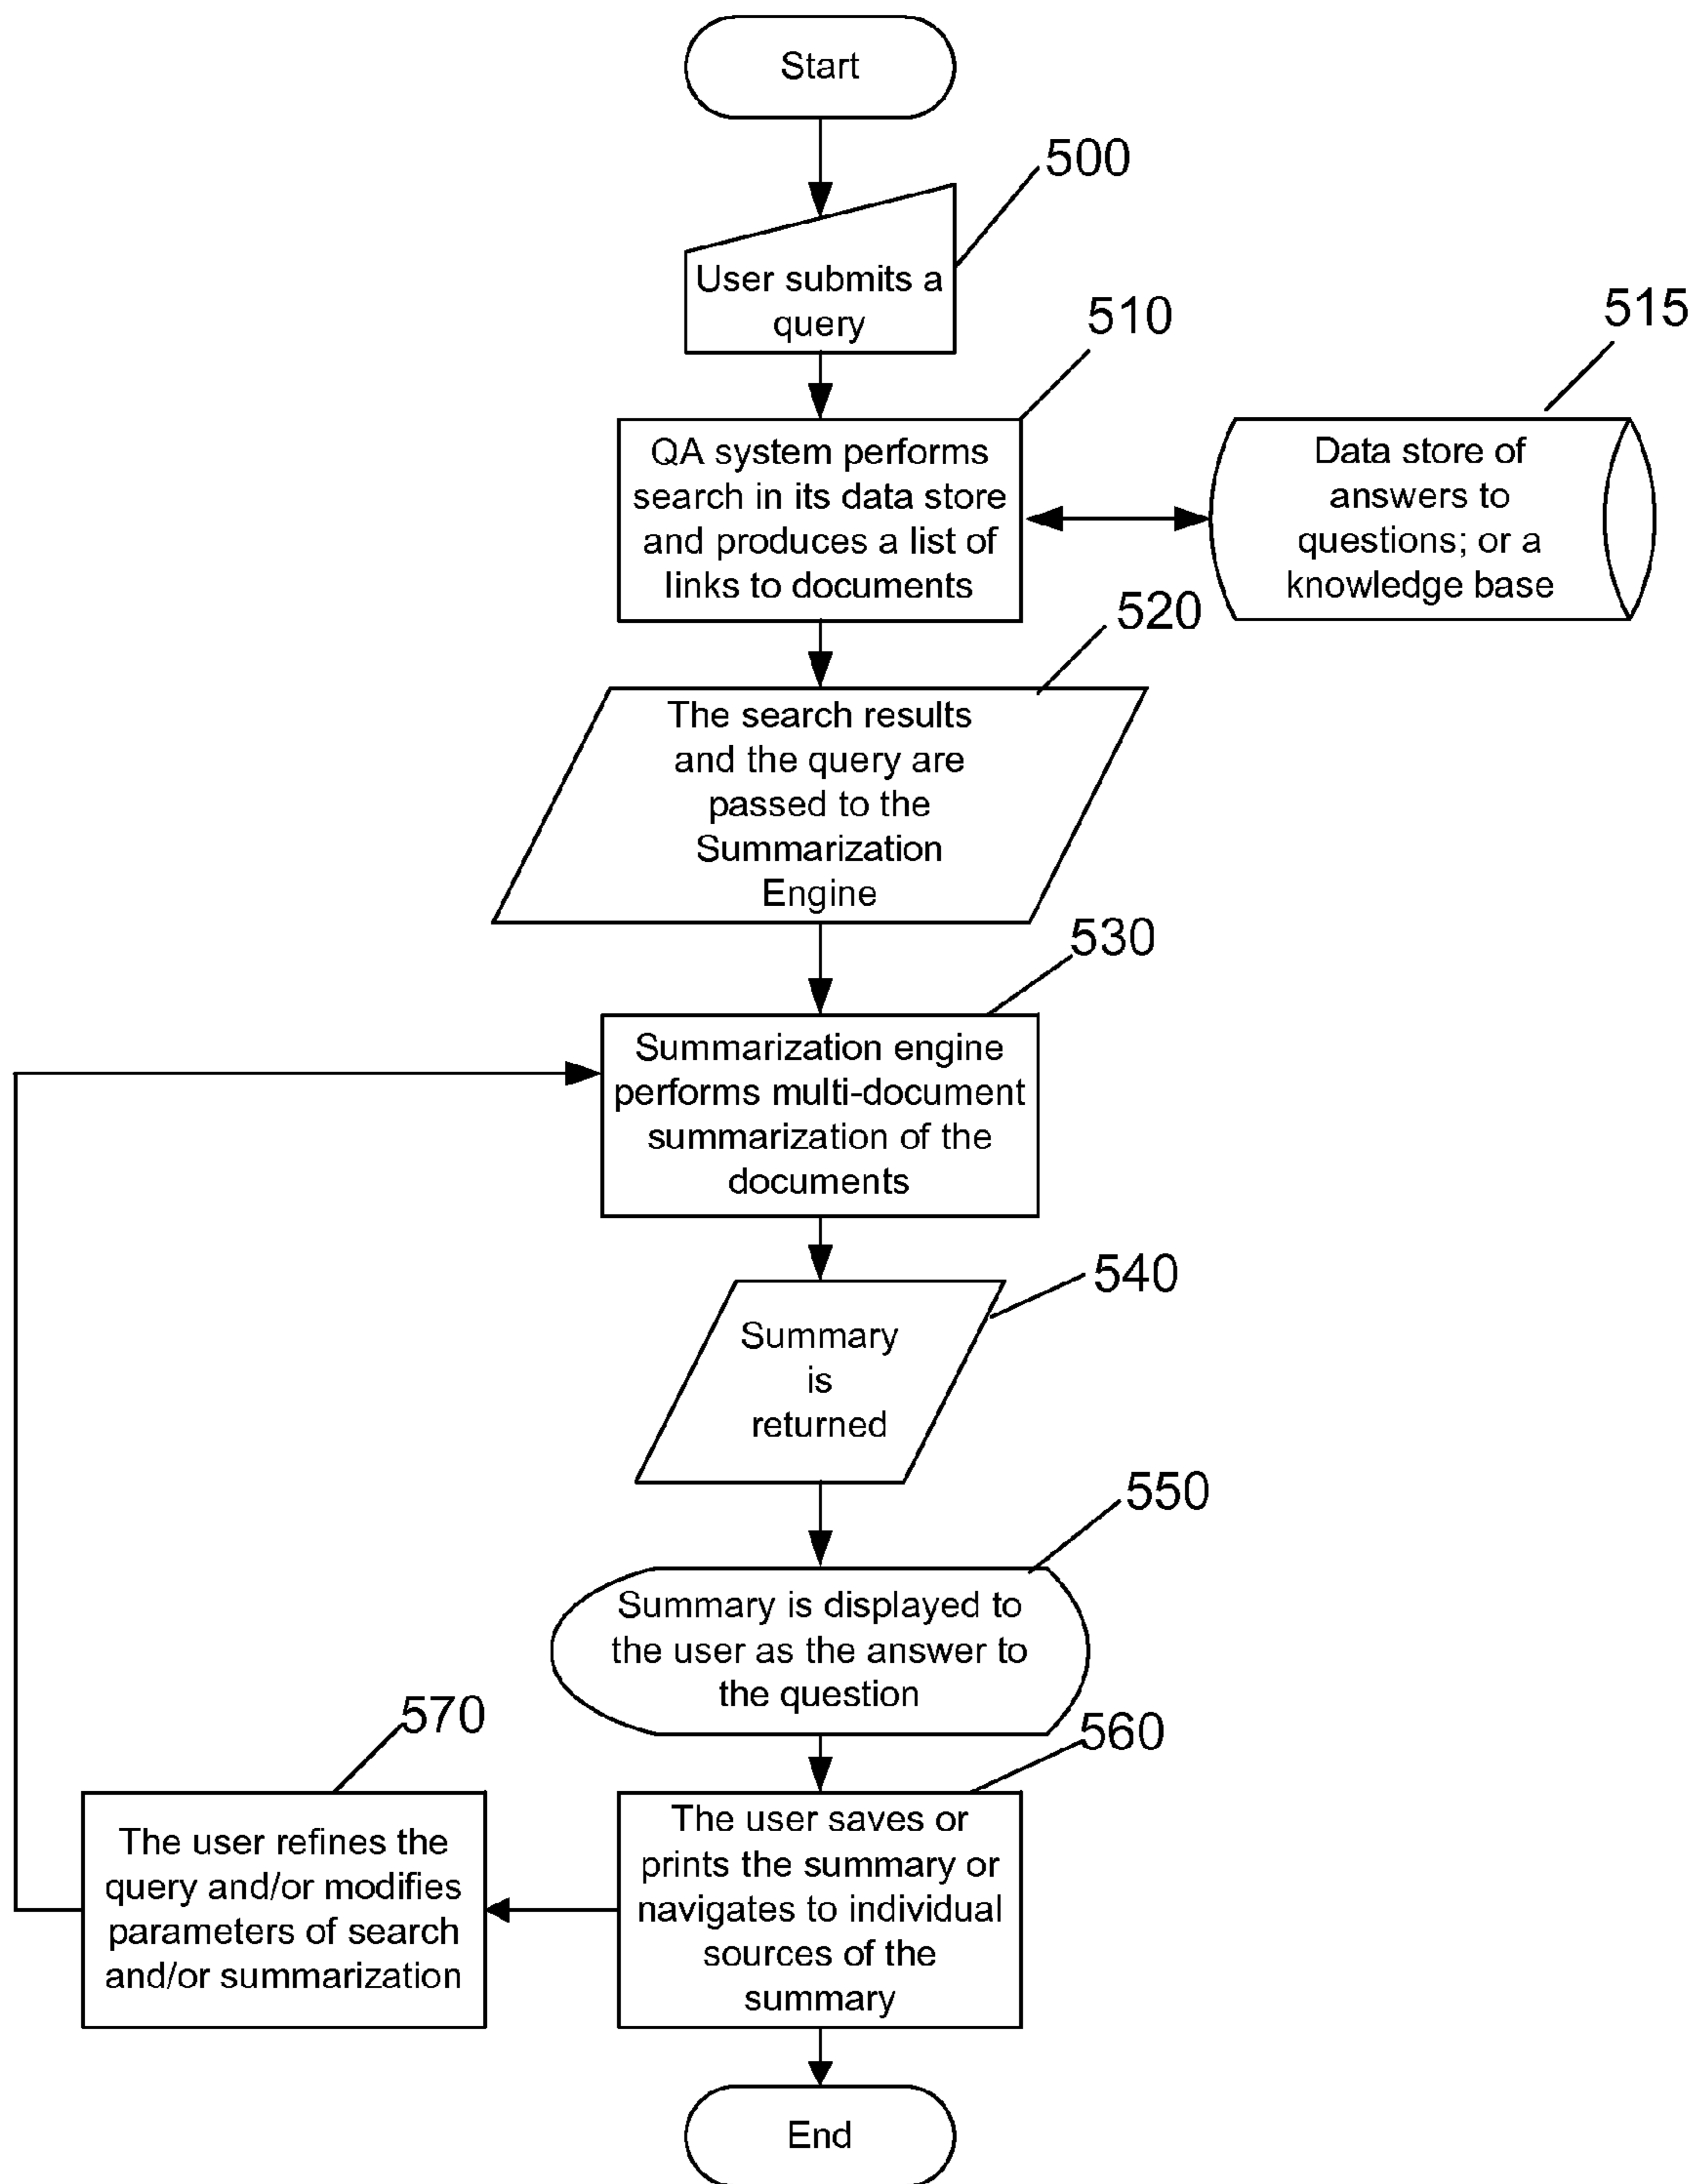 Start
500
User submits a
query
510
515
QA system performs
search in its data store
and produces a list of
links to documents
Data store of
answers to
questions; or a
knowledge base
520
The search results
and the query are
passed to the
Summarization
Engine
530
Summarization engine
performs multi-document
summarization of the
documents
540
Summary
is
returned
550
Summary is displayed to
the user as the answer to
the question
560
570
The user saves or
prints the summary or
navigates to individual
sources of the
summary
The user refines the
query and/or modifies
parameters of search
and/or summarization
End